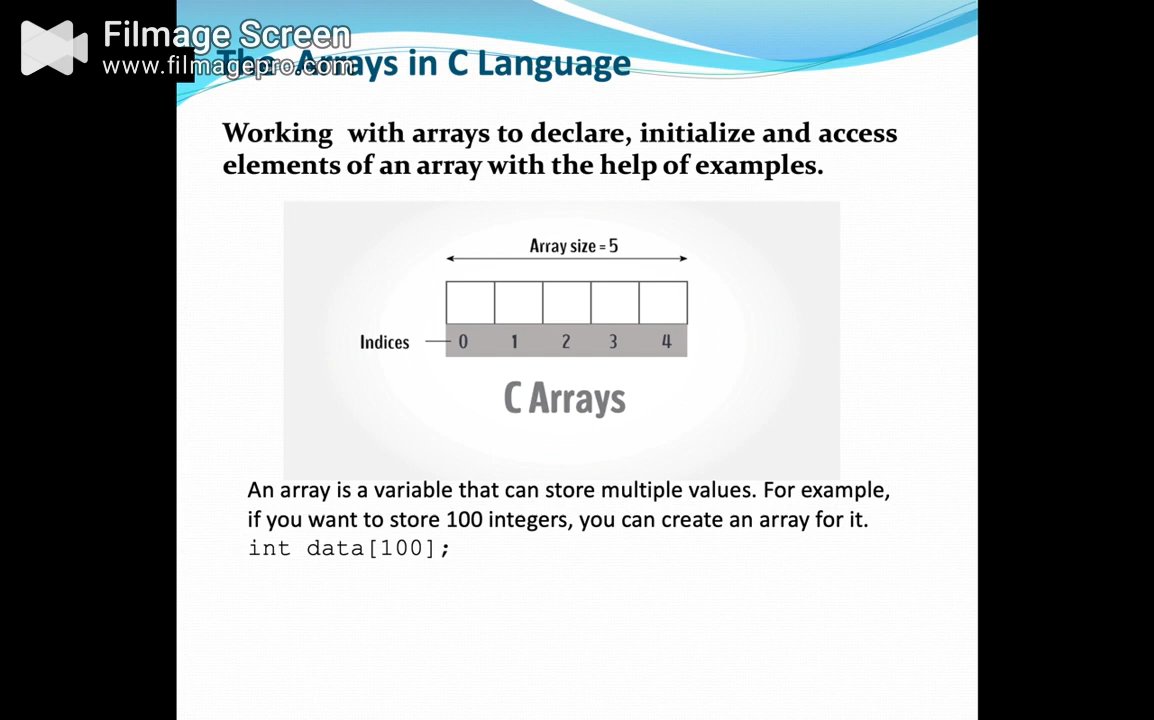 Filmage Screen
www.filmagepro.com
The Arrays in C Language
Working with arrays to declare, initialize and access
elements of an array with the help of examples.
Array size = 5
Indices 0 1 2 3 4
C Arrays
An array is a variable that can store multiple values. For example,
if you want to store 100 integers, you can create an array for it.
int data[100];